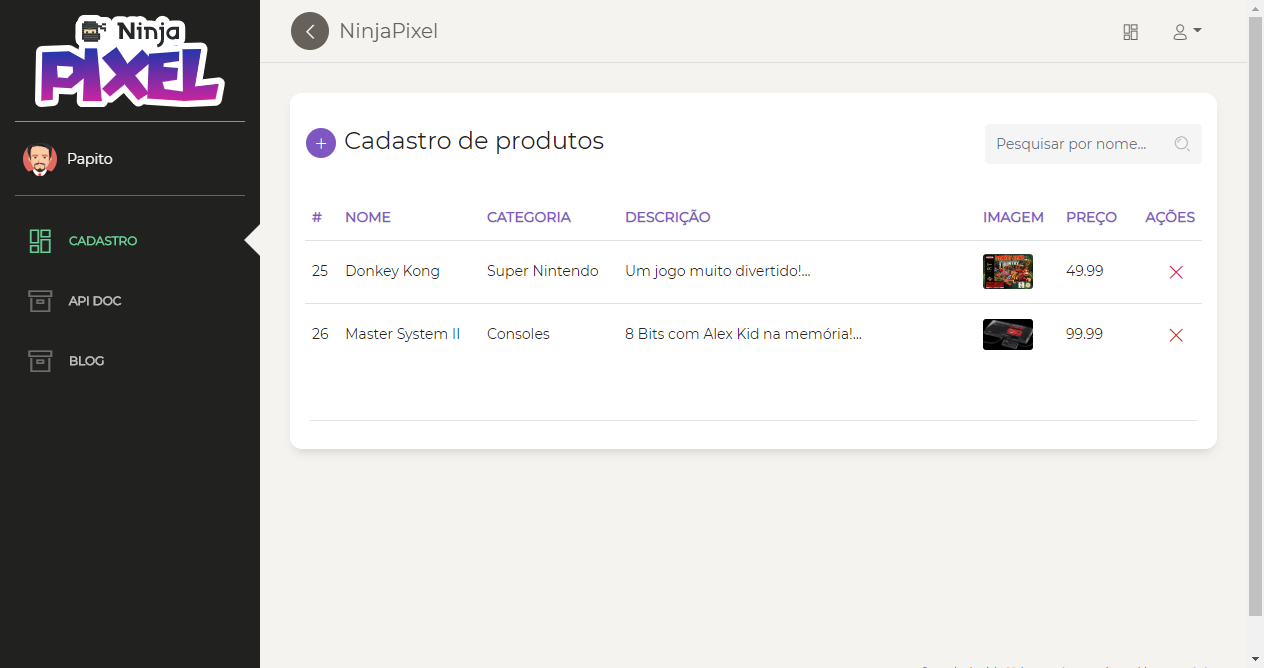 Ninja
PIXEL
Papito
CADASTRO
API DOC
BLOG
NinjaPixel
Cadastro de produtos
Pesquisar por nome...
# NOME CATEGORIA DESCRIÇÃO IMAGEM PREÇO AÇÕES
25 Donkey Kong Super Nintendo Um jogo muito divertido!... 49.99
26 Master System II Consoles 8 Bits com Alex Kid na memória!... 99.99